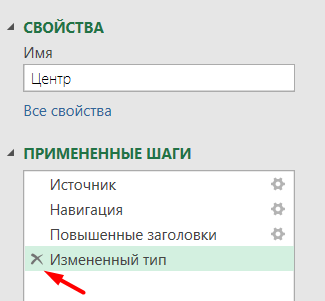 СВОЙСТВА
Имя
Центр
Все свойства
ПРИМЕНЕННЫЕ ШАГИ
Источник
Навигация
Повышенные заголовки
Измененный тип